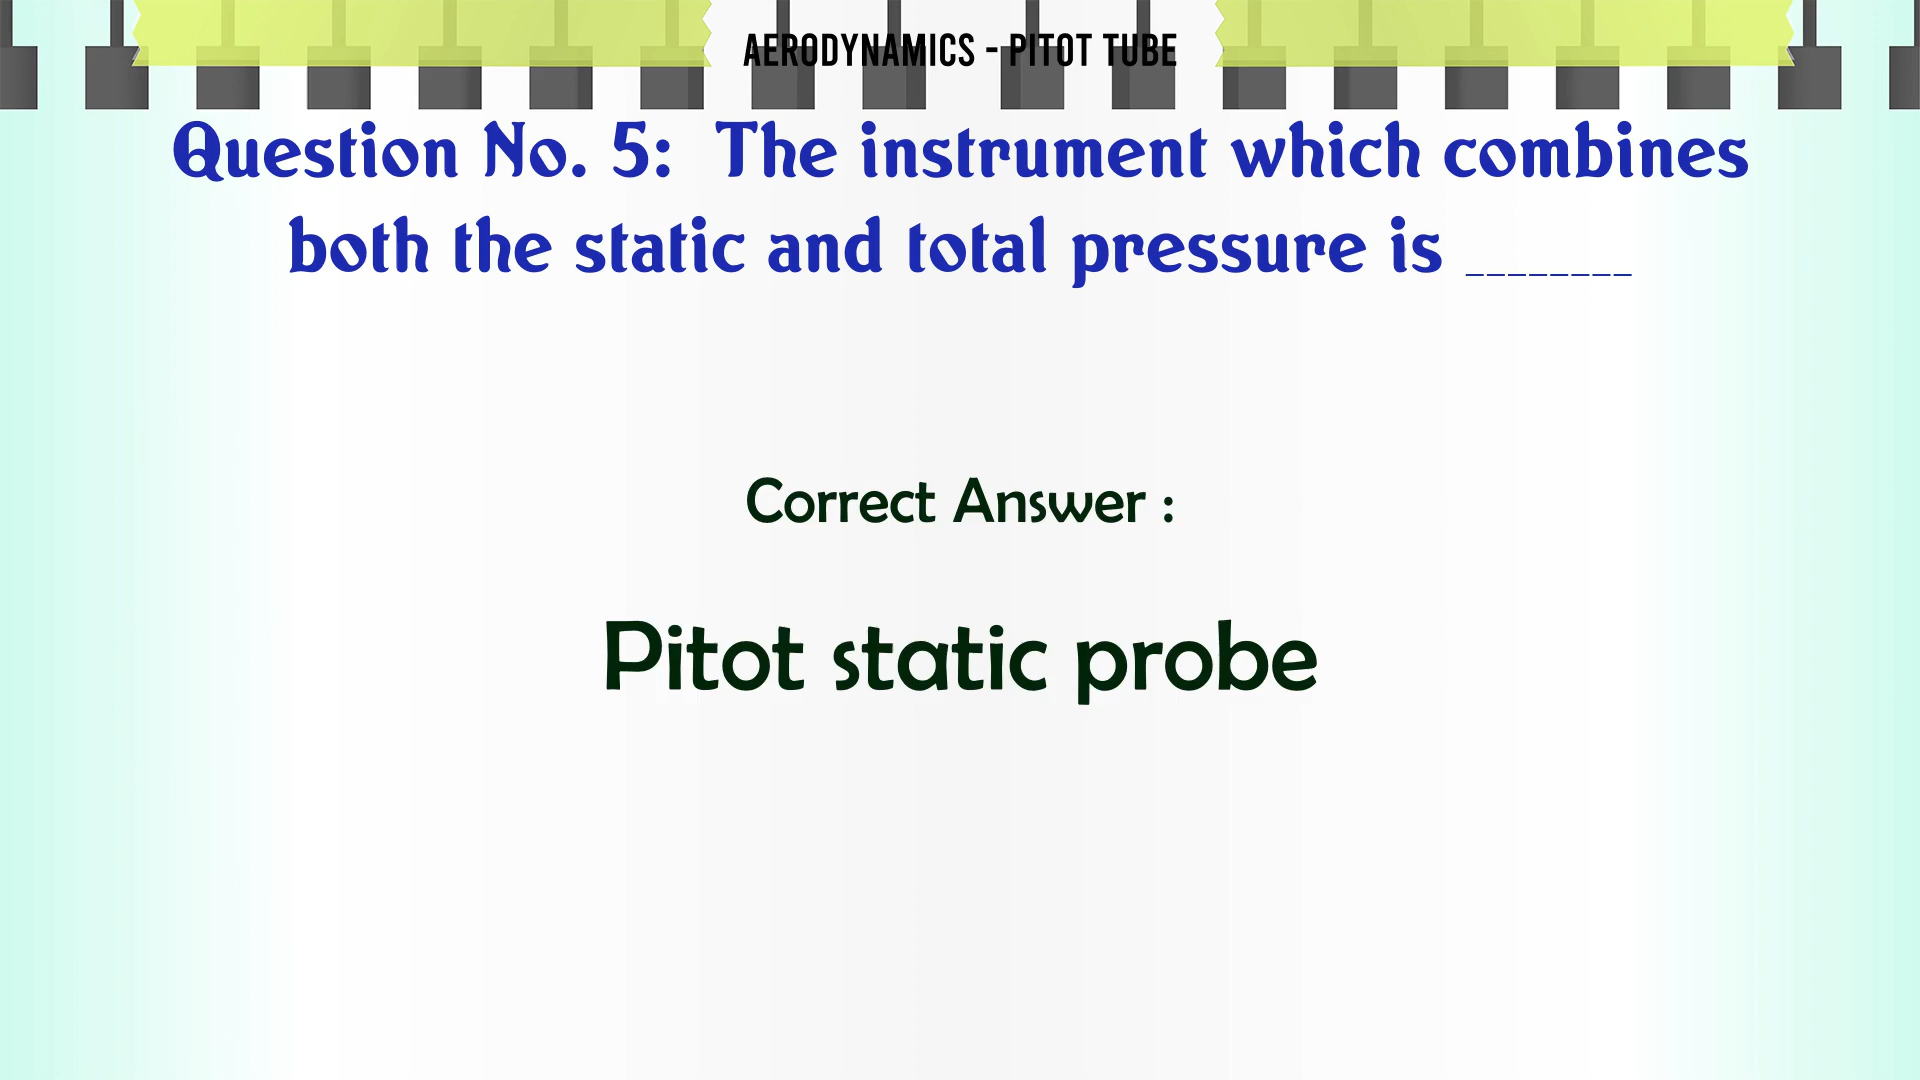 AERODYNAMICS - PITOT TUBE
Question No. 5: The instrument which combines
both the static and total pressure is ________
Correct Answer :
Pitot static probe